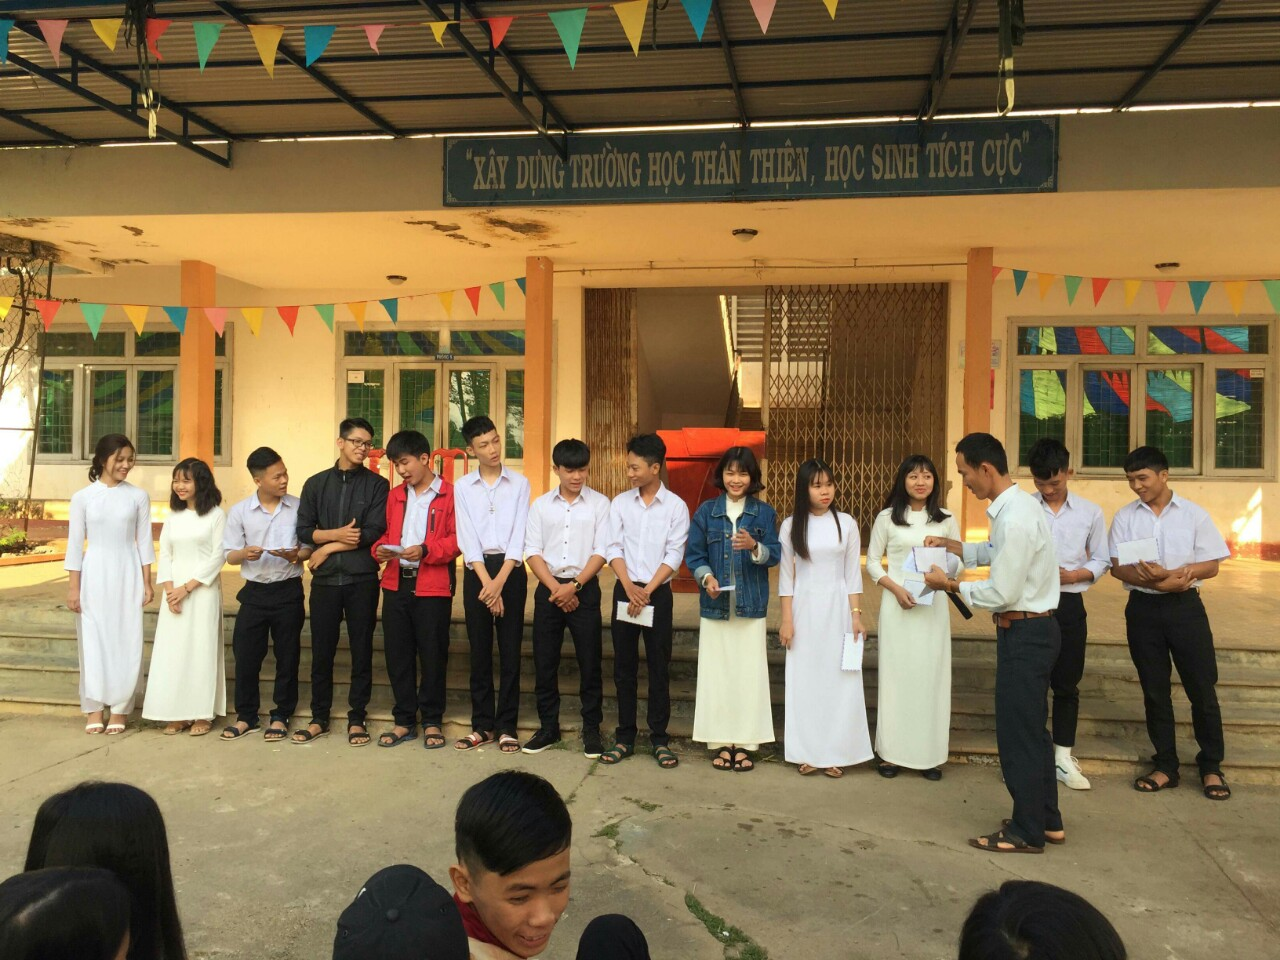 "XÂY DỰNG TRƯỜNG HỌC THÂN THIỆN, HỌC SINH TÍCH CỰC"